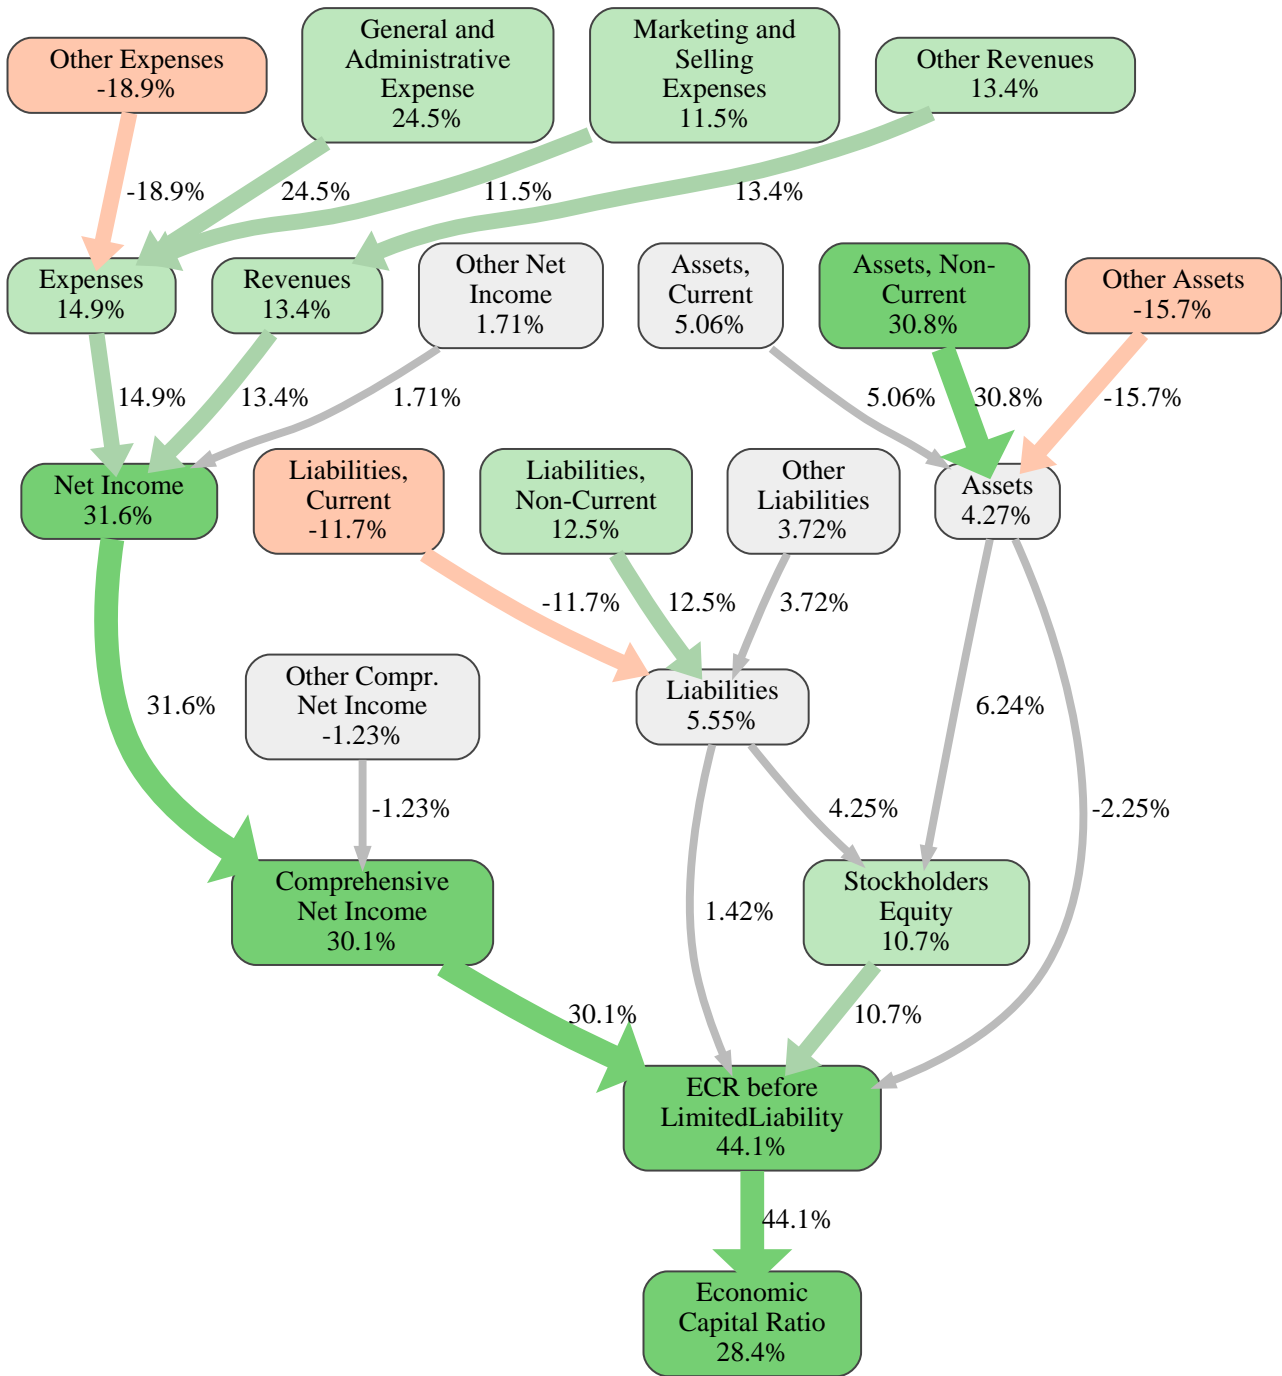 Other Expenses
-18.9%
General and
Administrative
Expense
24.5%
Marketing and
Selling
Expenses
11.5%
Other Revenues
13.4%
-18.9%
24.5%
11.5%
13.4%
Expenses
14.9%
Revenues
13.4%
Other Net
Income
1.71%
Assets,
Current
5.06%
Assets, Non-
Current
30.8%
Other Assets
-15.7%
14.9%
13.4%
1.71%
5.06%
30.8%
-15.7%
Net Income
31.6%
Liabilities,
Current
-11.7%
Liabilities,
Non-Current
12.5%
Other
Liabilities
3.72%
Assets
4.27%
-11.7%
12.5%
3.72%
31.6%
Other Compr.
Net Income
-1.23%
Liabilities
5.55%
6.24%
-1.23%
4.25%
-2.25%
Comprehensive
Net Income
30.1%
1.42%
Stockholders
Equity
10.7%
30.1%
10.7%
ECR before
LimitedLiability
44.1%
44.1%
Economic
Capital Ratio
28.4%